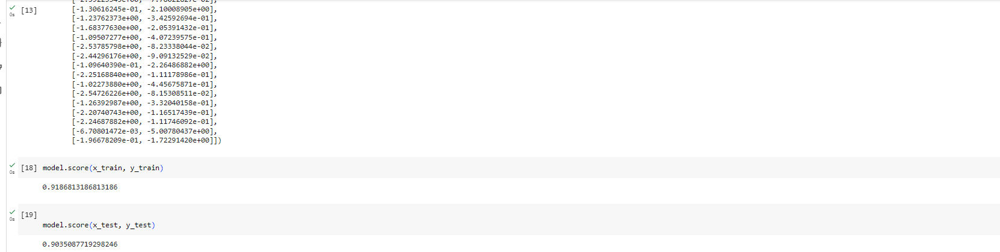 [-1.30616245e-01, -2.10008905e+00],
[13]
[-1.23762373e+00, -3.42592694e-01],
0s
[-1.68377630e+00, -2.05391432e-01],
[-1.09507277e+00, -4.07239575e-01],
[-2.53785798e+00, -8.23338044e-02],
[-2.44296176e+00, -9.09132529e-02],
[-1.09640390e-01, -2.26486882e+00],
[-2.25168840e+00, -1.11178986e-01],
[-1.02273880e+00, -4.45675871e-01],
[-2.54726226e+00, -8.15308511e-02],
[-1.26392987e+00, -3.32040158e-01],
[-2.20740743e+00, -1.16517439e-01],
[-2.24687882e+00, -1.11746092e-01],
[-6.70801472e-03, -5.00780437e+00],
[-1.96678209e-01, -1.72291420e+00]])
[18] model.score(x_train, y_train)
0s
0.9186813186813186
[19]
0s
model.score(x_test, y_test)
0.9035087719298246